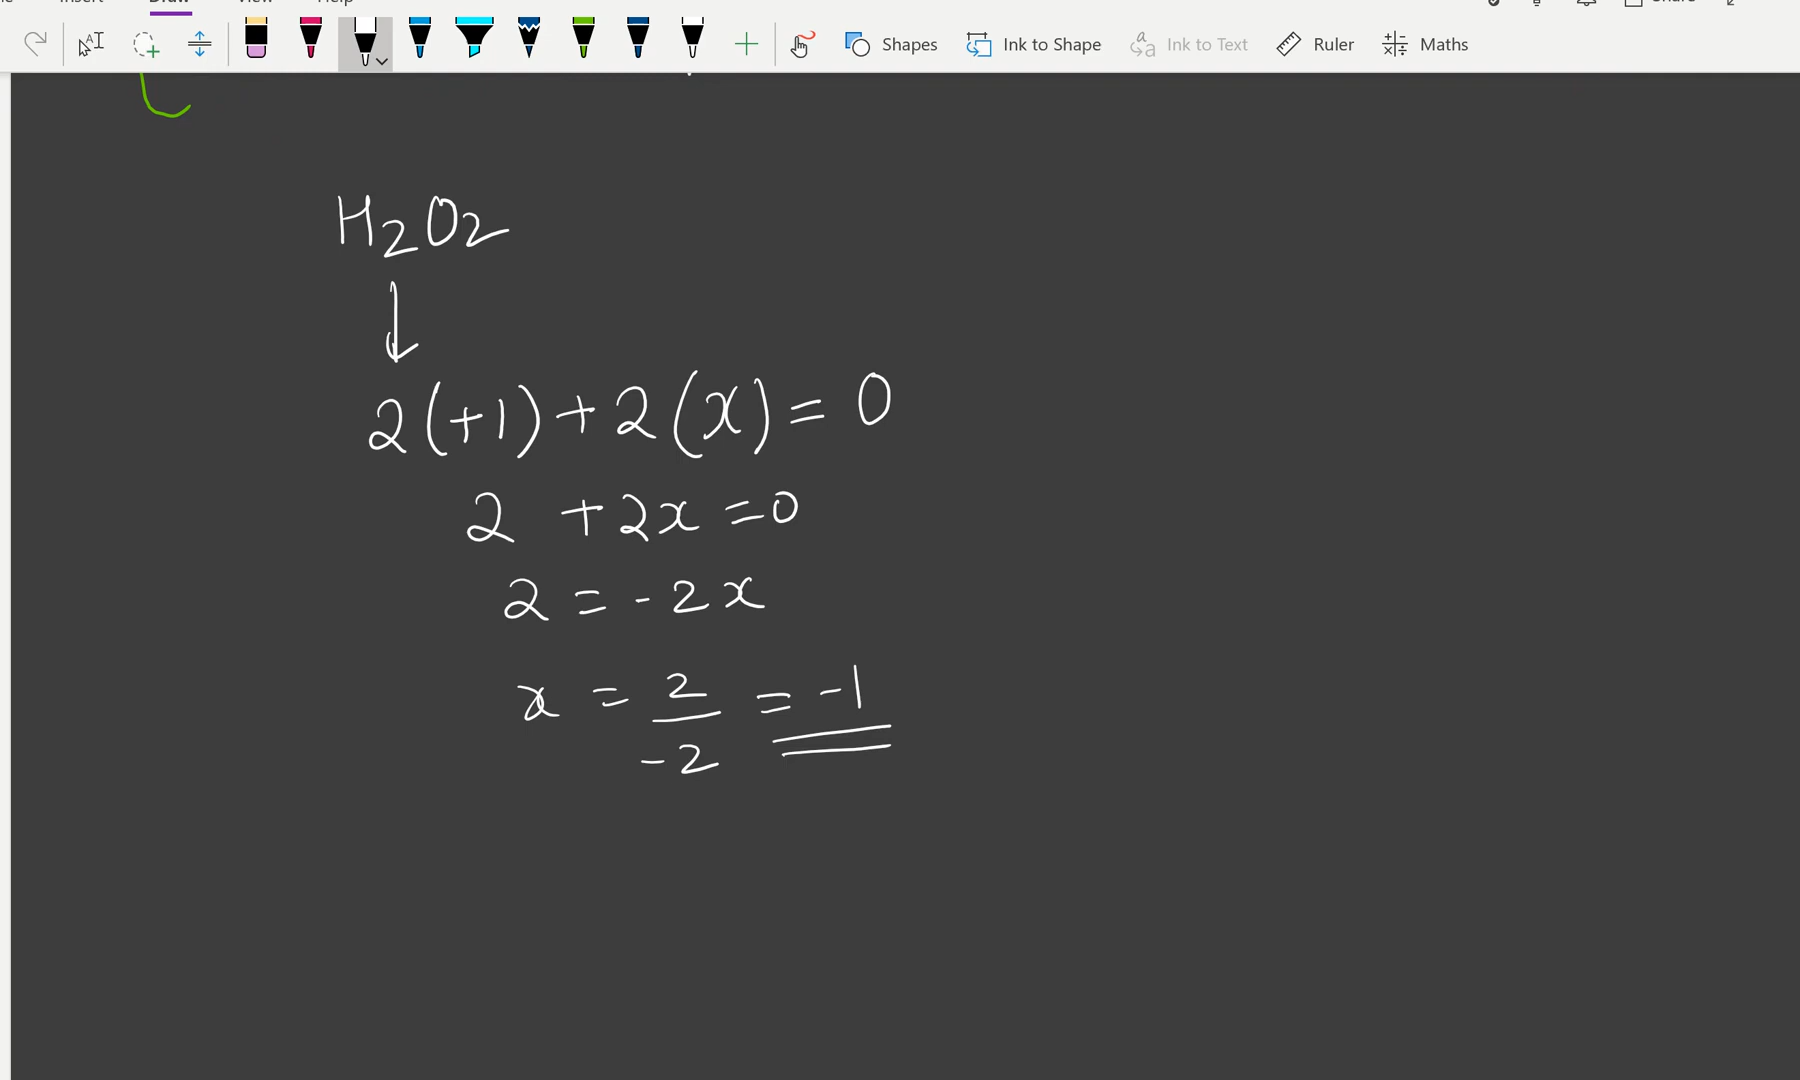 Draw
Shapes Ink to Shape Ink to Text Ruler Maths
H2O2
2(+1)+2(x)=0
2 +2x=0
2=-2x
x = 2/-2 = -1